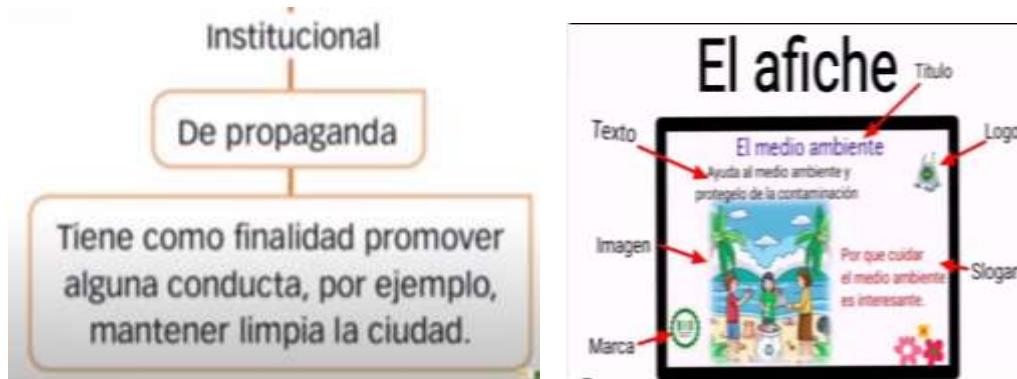 Institucional
De propaganda
Tiene como finalidad promover
alguna conducta, por ejemplo,
mantener limpia la ciudad.
El afiche
Titulo
Texto
Logo
El medio ambiente
Ayuda al medio ambiente y
protegelo de la contaminación
Imagen
Por que cuidar
el medio ambiente
es interesante.
Slogan
Marca